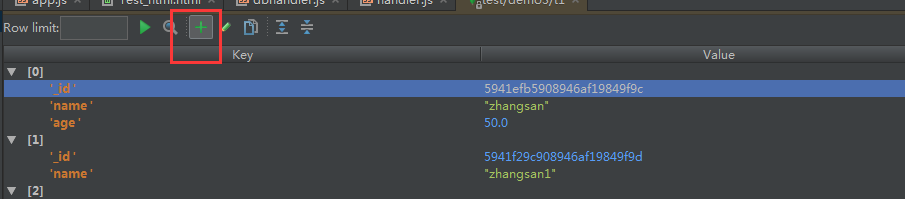 app.js Test_html.html dbhandler.js handler.js test/demo3/t1
Row limit:
Key Value
[0]
'_id' 5941efb5908946af19849f9c
'name' "zhangsan"
'age' 50.0
[1]
'_id' 5941f29c908946af19849f9d
'name' "zhangsan1"
[2]